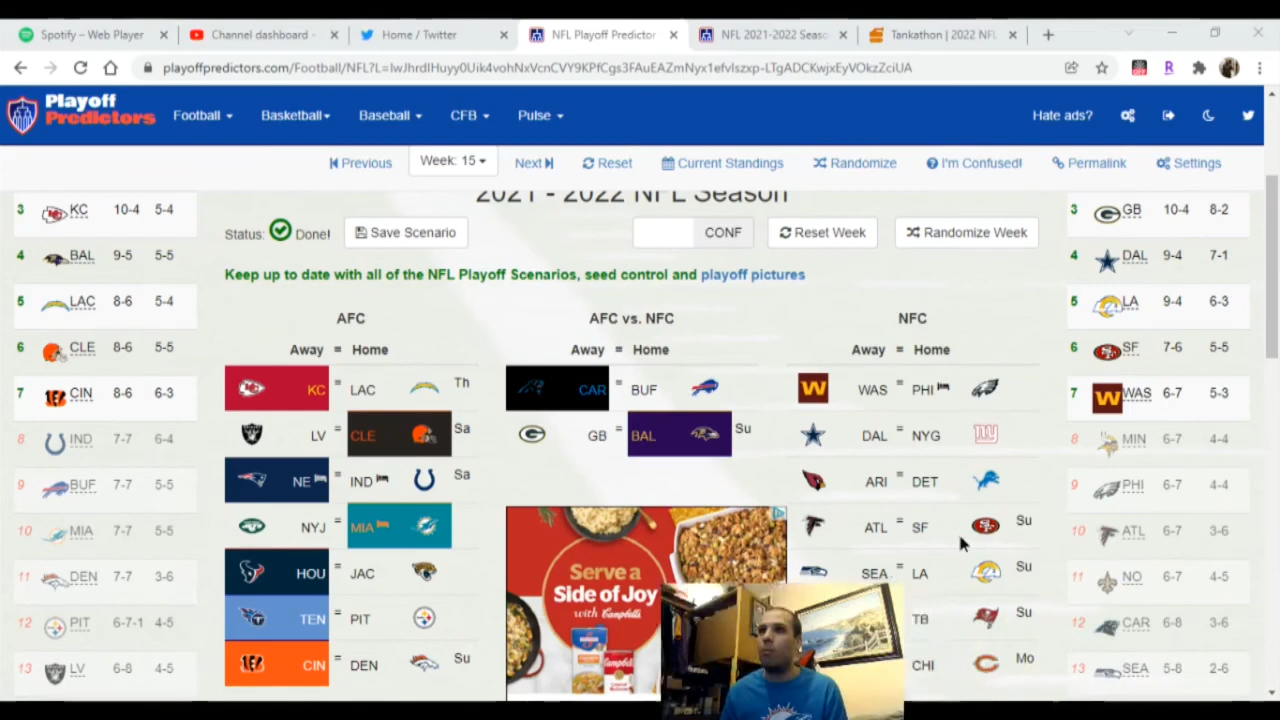 Spotify – Web Player
Channel dashboard -
Home / Twitter
NFL Playoff Predictor
NFL 2021-2022 Seaso
Tankathon | 2022 NFL
playoffpredictors.com/Football/NFL?L=
Playoff
Predictors
Football
Basketball
Baseball
CFB
Pulse
Hate ads?
Previous
Week: 15
Next
Reset
Current Standings
Randomize
I'm Confused!
Permalink
Settings
2021 - 2022 NFL Season
Status:
Done!
Save Scenario
CONF
Reset Week
Randomize Week
Keep up to date with all of the NFL Playoff Scenarios, seed control and playoff pictures
3 KC 10-4 5-4
4 BAL 9-5 5-5
5 LAC 8-6 5-4
6 CLE 8-6 5-5
7 CIN 8-6 6-3
8 IND 7-7 6-4
9 BUF 7-7 5-5
10 MIA 7-7 5-5
11 DEN 7-7 3-6
12 PIT 6-7-1 4-5
13 LV 6-8 4-5
AFC
Away = Home
KC = LAC Th
LV = CLE Sa
NE = IND Sa
NYJ = MIA
HOU = JAC
TEN = PIT
CIN = DEN Su
AFC vs. NFC
Away = Home
CAR = BUF
GB = BAL Su
Serve a
Side of Joy
with Campbells
Campbells
NFC
Away = Home
WAS = PHI
DAL = NYG
ARI = DET
ATL = SF Su
SEA = LA Su
TB Su
CHI Mo
3 GB 10-4 8-2
4 DAL 9-4 7-1
5 LA 9-4 6-3
6 SF 7-6 5-5
7 WAS 6-7 5-3
8 MIN 6-7 4-4
9 PHI 6-7 4-4
10 ATL 6-7 3-6
11 NO 6-7 4-5
12 CAR 6-8 3-6
13 SEA 5-8 2-6